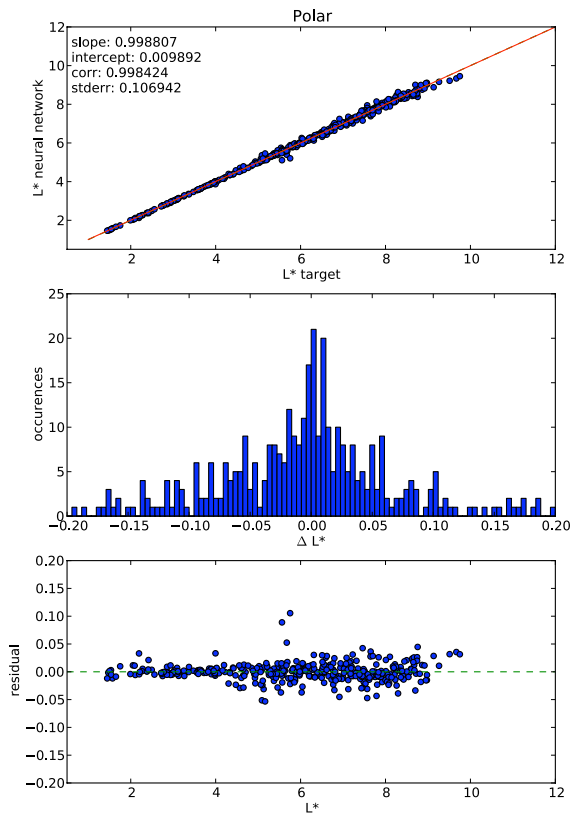 Polar
12
10
8
6
4
2
L* neural network
slope: 0.998807
intercept: 0.009892
corr: 0.998424
stderr: 0.106942
2 4 6 8 10 12
L* target
25
20
15
10
5
0
occurences
−0.20 −0.15 −0.10 −0.05 0.00 0.05 0.10 0.15 0.20
Δ L*
0.20
0.15
0.10
0.05
0.00
−0.05
−0.10
−0.15
−0.20
residual
2 4 6 8 10 12
L*